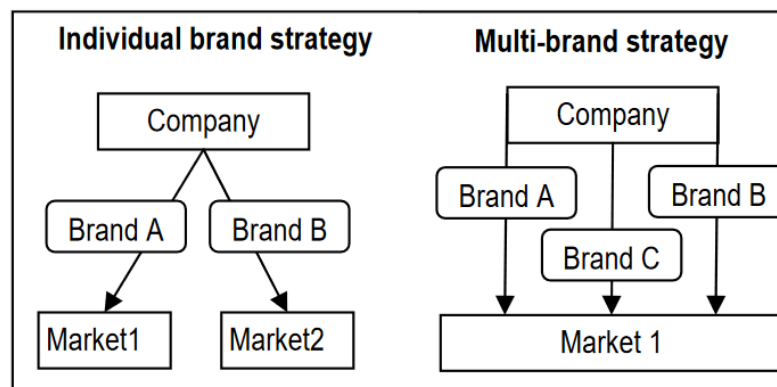 Individual brand strategy
Company
Brand A
Brand B
Market1
Market2
Multi-brand strategy
Company
Brand A
Brand B
Brand C
Market 1